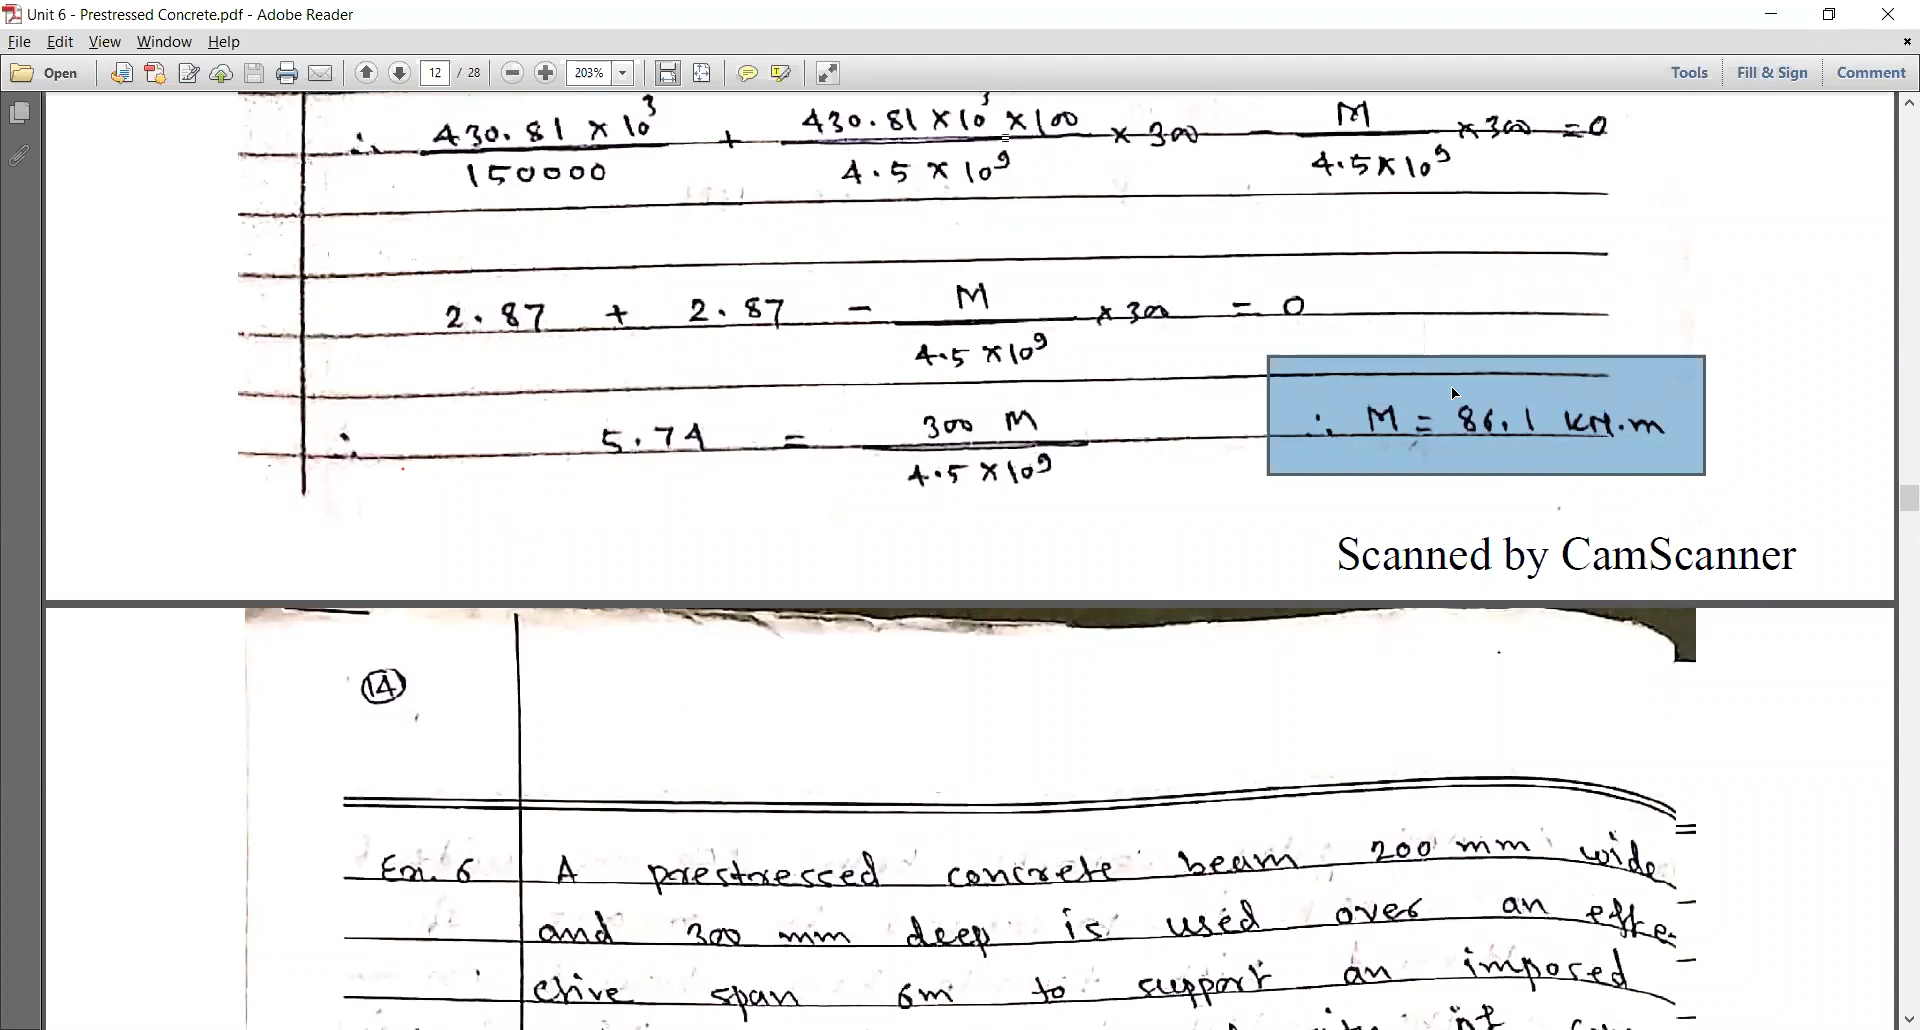 Unit 6 - Prestressed Concrete.pdf - Adobe Reader
File Edit View Window Help
Open 12 / 28 203% Tools Fill & Sign Comment
∴ 430.81 × 10³ / 150000 + 430.81 × 10³ × 100 / 4.5 × 10⁹ × 300 - M / 4.5 × 10⁹ × 300 = 0
2.87 + 2.87 - M / 4.5 × 10⁹ × 300 = 0
∴ 5.74 = 300 M / 4.5 × 10⁹ ∴ M = 86.1 KN.m
Scanned by CamScanner
14
Ex. 6 A prestressed concrete beam 200 mm wide
and 300 mm deep is used over an effe-
ctive span 6m to support an imposed